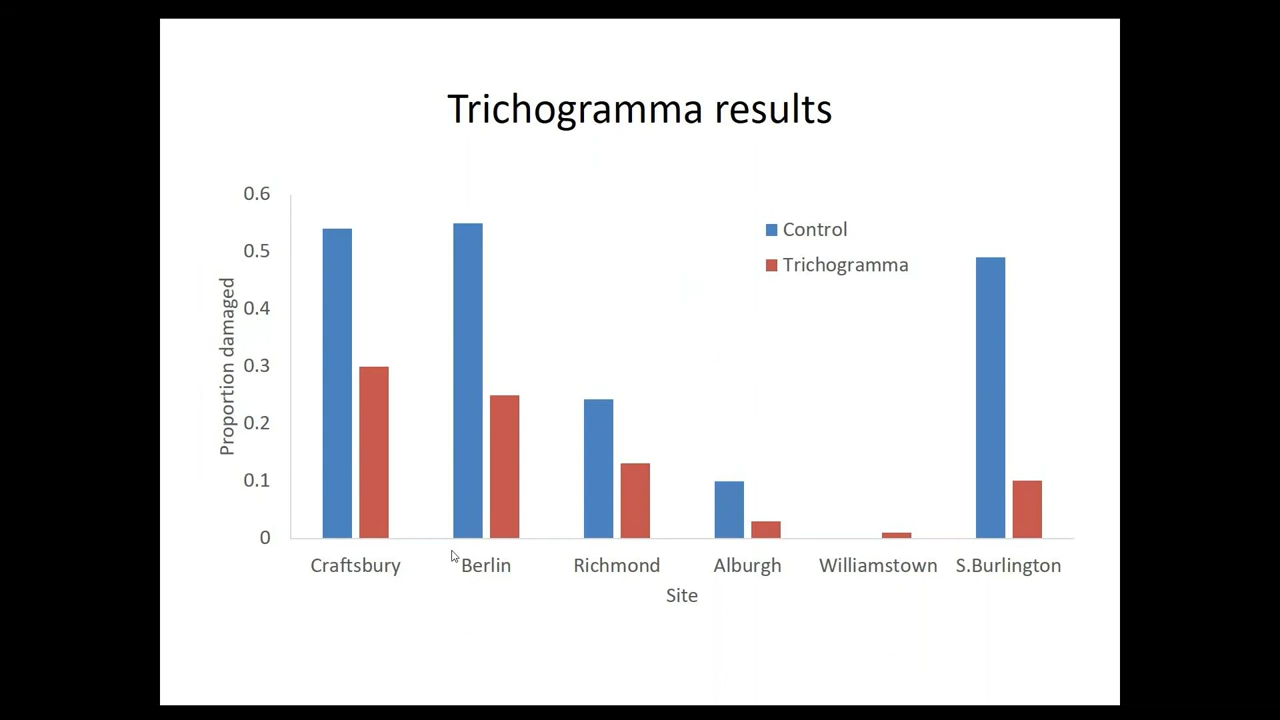 Trichogramma results
0.6
0.5
0.4
0.3
0.2
0.1
0
Proportion damaged
Control
Trichogramma
Craftsbury Berlin Richmond Alburgh Williamstown S.Burlington
Site